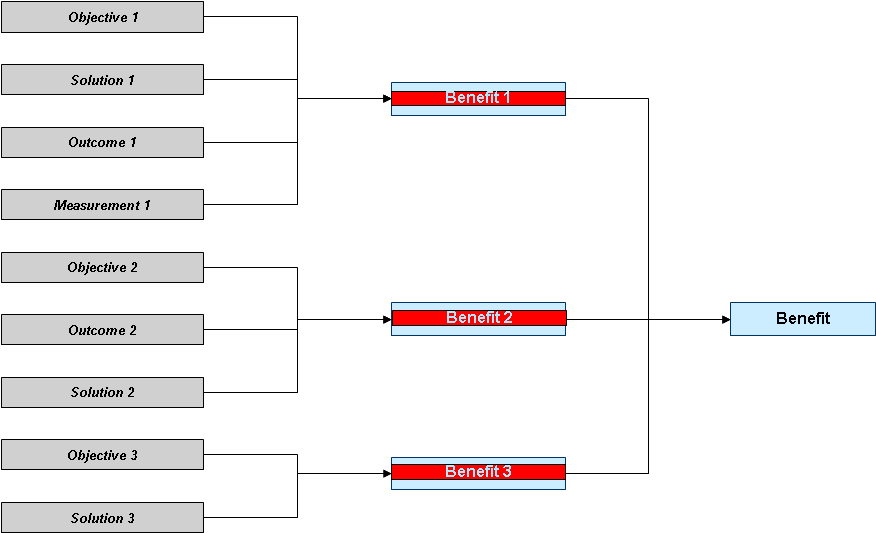 Objective 1
Solution 1
Outcome 1
Measurement 1
Objective 2
Outcome 2
Solution 2
Objective 3
Solution 3
Benefit 1
Benefit 2
Benefit 3
Benefit